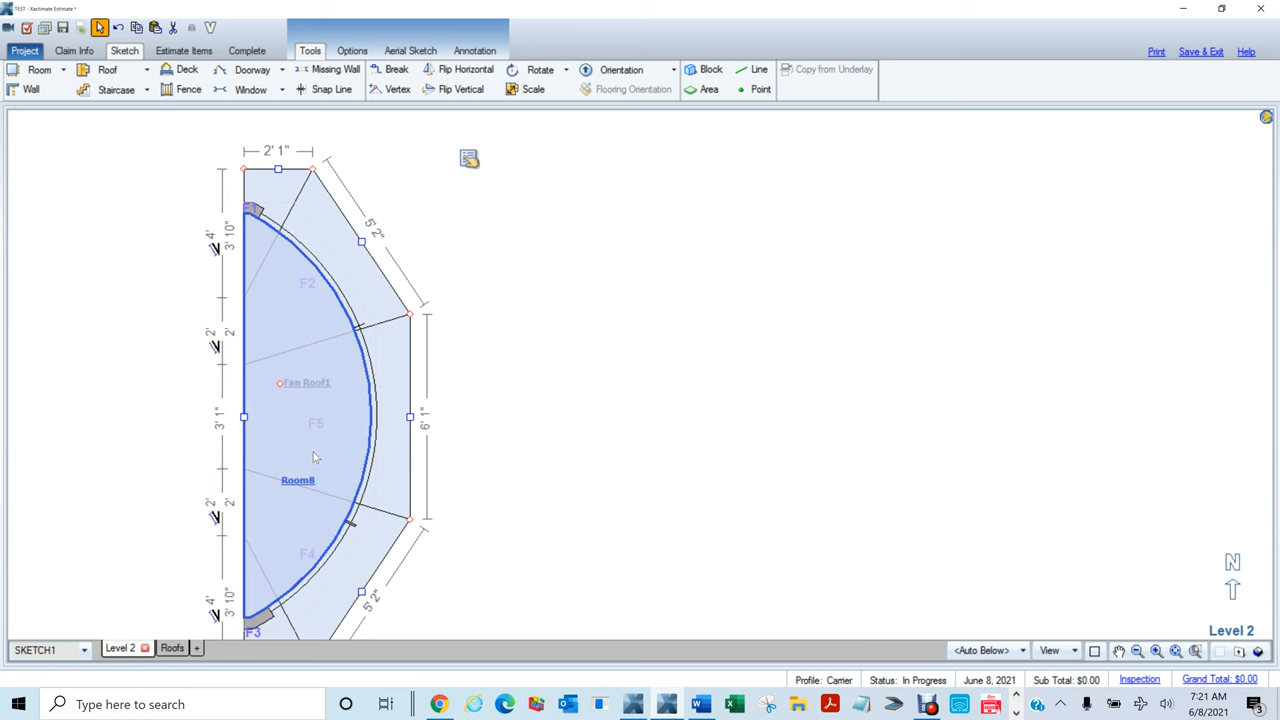 TEST - Xactimate Estimate *
Project Claim Info Sketch Estimate Items Complete Tools Options Aerial Sketch Annotation Print Save & Exit Help
Room Roof Deck Doorway Missing Wall Break Flip Horizontal Rotate Orientation Block Line Copy from Underlay
Wall Staircase Fence Window Snap Line Vertex Flip Vertical Scale Flooring Orientation Area Point
2' 1"
F1
5' 2"
4'
3' 10"
F2
2'
2'
Fan Roof1
3' 1"
6' 1"
F5
Room8
2'
2'
F4
4'
3' 10"
5' 2"
F3
N
Level 2
SKETCH1 Level 2 Roofs + <Auto Below> View
Profile: Carrier Status: In Progress June 8, 2021 Sub Total: $0.00 Inspection Grand Total: $0.00
Type here to search
7:21 AM
6/8/2021
3